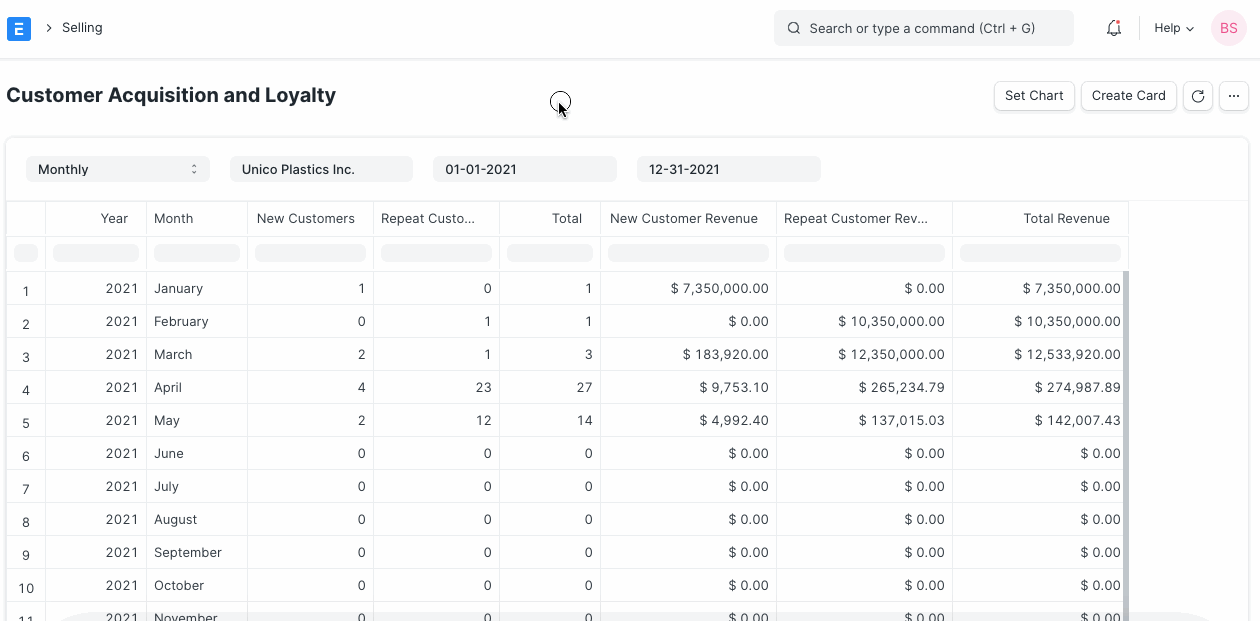 E > Selling
Search or type a command (Ctrl + G)
Help
BS
Customer Acquisition and Loyalty
Set Chart
Create Card
Monthly
Unico Plastics Inc.
01-01-2021
12-31-2021
Year Month New Customers Repeat Custo... Total New Customer Revenue Repeat Customer Rev... Total Revenue
1 2021 January 1 0 1 $ 7,350,000.00 $ 0.00 $ 7,350,000.00
2 2021 February 0 1 1 $ 0.00 $ 10,350,000.00 $ 10,350,000.00
3 2021 March 2 1 3 $ 183,920.00 $ 12,350,000.00 $ 12,533,920.00
4 2021 April 4 23 27 $ 9,753.10 $ 265,234.79 $ 274,987.89
5 2021 May 2 12 14 $ 4,992.40 $ 137,015.03 $ 142,007.43
6 2021 June 0 0 0 $ 0.00 $ 0.00 $ 0.00
7 2021 July 0 0 0 $ 0.00 $ 0.00 $ 0.00
8 2021 August 0 0 0 $ 0.00 $ 0.00 $ 0.00
9 2021 September 0 0 0 $ 0.00 $ 0.00 $ 0.00
10 2021 October 0 0 0 $ 0.00 $ 0.00 $ 0.00
11 2021 November 0 0 0 $ 0.00 $ 0.00 $ 0.00